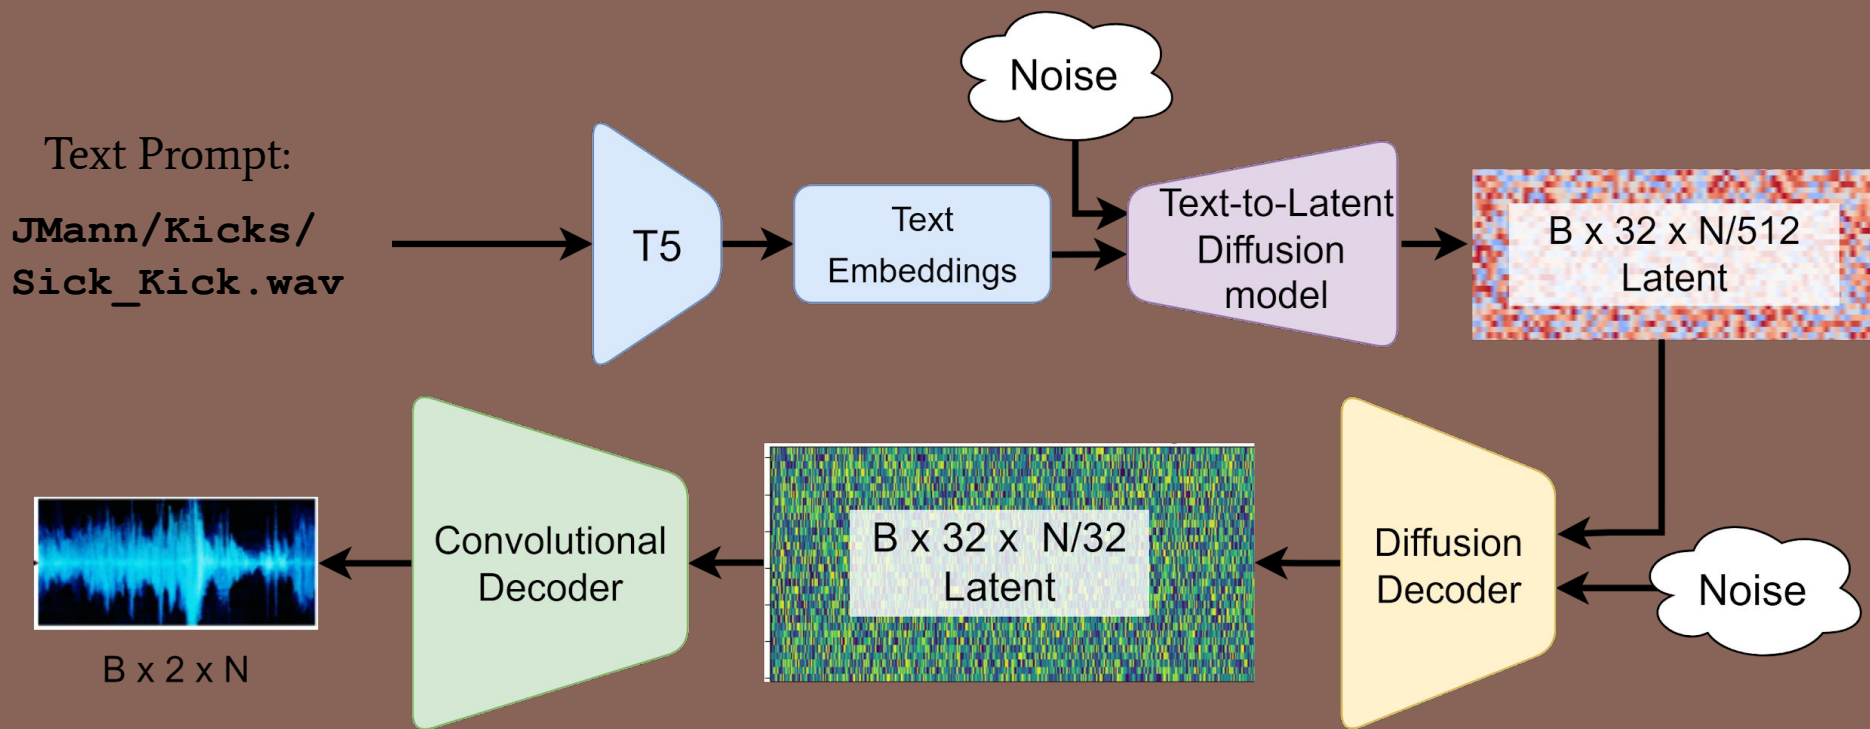 Noise
Text Prompt:
JMann/Kicks/
Sick_Kick.wav
T5
Text
Embeddings
Text-to-Latent
Diffusion
model
B x 32 x N/512
Latent
Convolutional
Decoder
B x 32 x N/32
Latent
Diffusion
Decoder
Noise
B x 2 x N